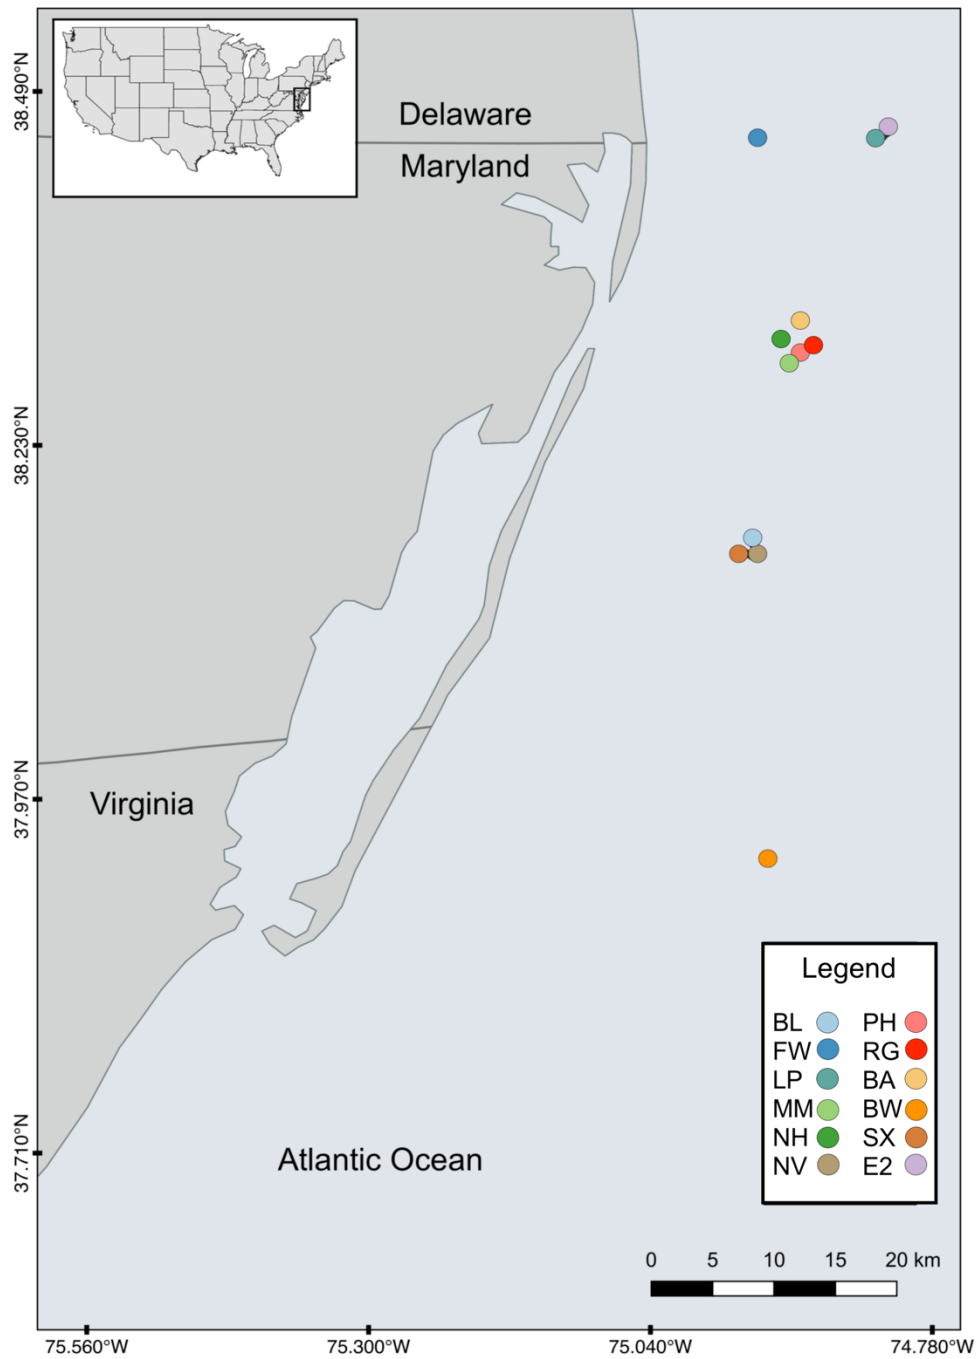 38.490°N
Delaware
Maryland
38.230°N
37.970°N
Virginia
Legend
BL PH
FW RG
LP BA
MM BW
NH SX
NV E2
37.710°N
Atlantic Ocean
0 5 10 15 20 km
75.560°W 75.300°W 75.040°W 74.780°W